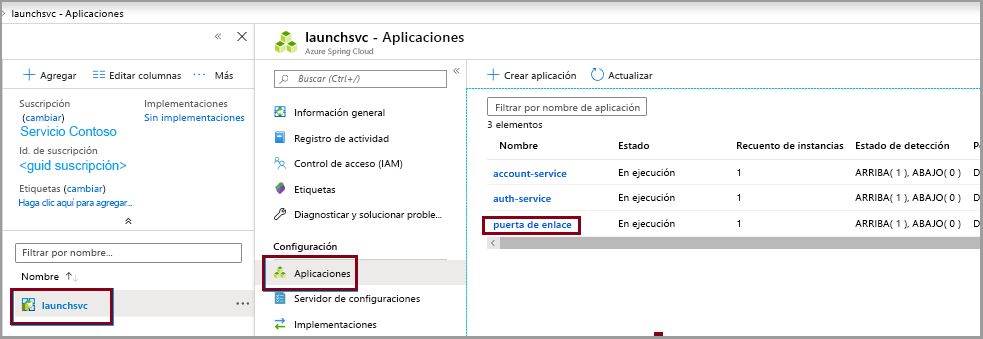 launchsvc - Aplicaciones
Agregar
Editar columnas
Más
Suscripción
(cambiar)
Servicio Contoso
Id. de suscripción
<guid suscripción>
Etiquetas (cambiar)
Haga clic aquí para agregar...
Implementaciones
Sin implementaciones
Filtrar por nombre...
Nombre
launchsvc
launchsvc - Aplicaciones
Azure Spring Cloud
Buscar (Ctrl+/)
Información general
Registro de actividad
Control de acceso (IAM)
Etiquetas
Diagnosticar y solucionar proble...
Configuración
Aplicaciones
Servidor de configuraciones
Implementaciones
Crear aplicación
Actualizar
Filtrar por nombre de aplicación
3 elementos
Nombre Estado Recuento de instancias Estado de detección
account-service En ejecución 1 ARRIBA( 1 ), ABAJO( 0 ) D
auth-service En ejecución 1 ARRIBA( 1 ), ABAJO( 0 ) D
puerta de enlace En ejecución 1 ARRIBA( 1 ), ABAJO( 0 ) D